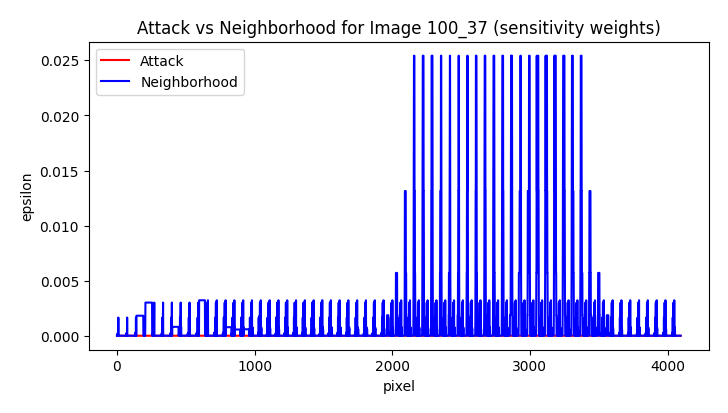 Attack vs Neighborhood for Image 100_37 (sensitivity weights)
Attack
Neighborhood
epsilon
0.025
0.020
0.015
0.010
0.005
0.000
0
1000
2000
3000
4000
pixel